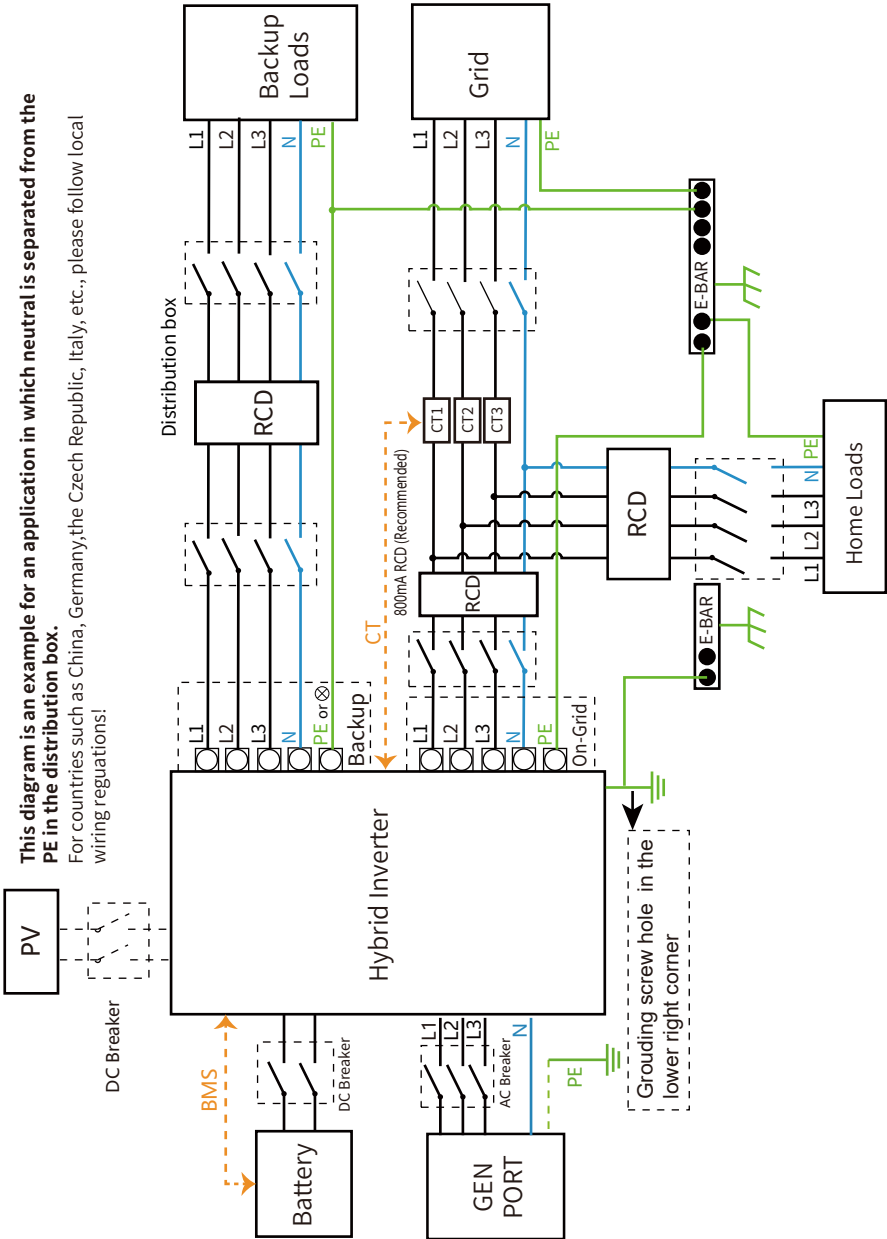 This diagram is an example for an application in which neutral is separated from the
PE in the distribution box.
For countries such as China, Germany,the Czech Republic, Italy, etc., please follow local
wiring reguations!
PV
DC Breaker
BMS
Battery
DC Breaker
Hybrid Inverter
L1
L2
L3
N
PE or
Backup
Distribution box
RCD
L1
L2
L3
N
PE
Backup
Loads
CT
800mA RCD (Recommended)
L1
L2
L3
N
PE
On-Grid
RCD
CT1
CT2
CT3
L1
L2
L3
N
PE
Grid
GEN
PORT
L1
L2
L3
N
AC Breaker
PE
Grouding screw hole in the
lower right corner
E-BAR
E-BAR
RCD
L1
L2
L3
N
PE
Home Loads